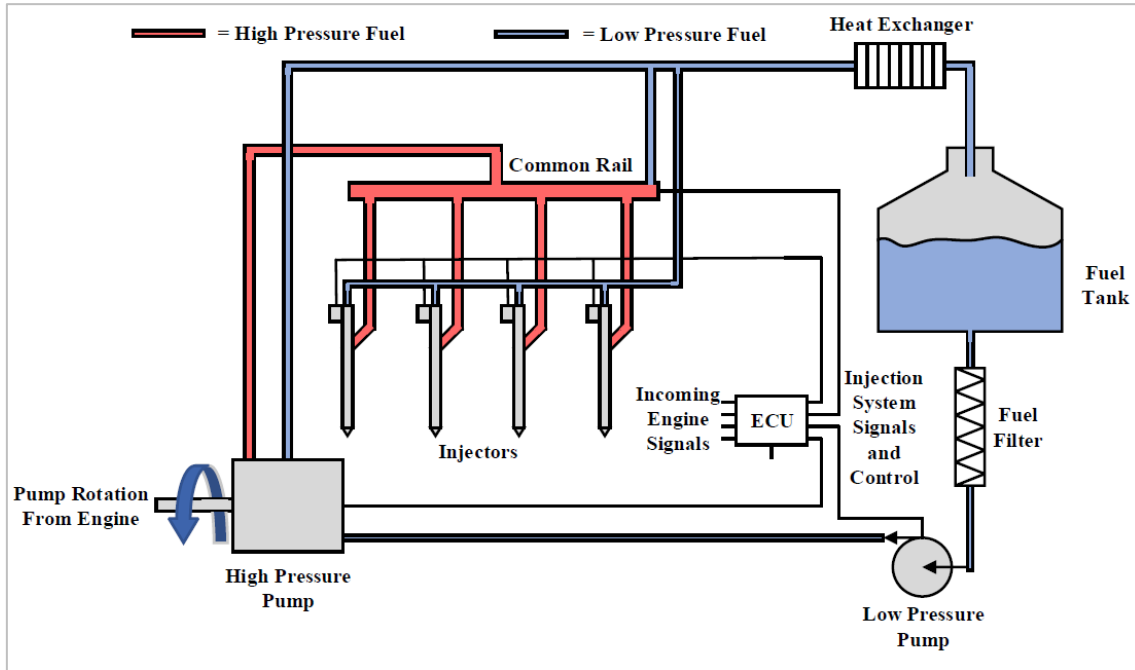 = High Pressure Fuel
= Low Pressure Fuel
Heat Exchanger
Common Rail
Fuel
Tank
Incoming
Engine
Signals
ECU
Injection
System
Signals
and
Control
Fuel
Filter
Injectors
Pump Rotation
From Engine
High Pressure
Pump
Low Pressure
Pump